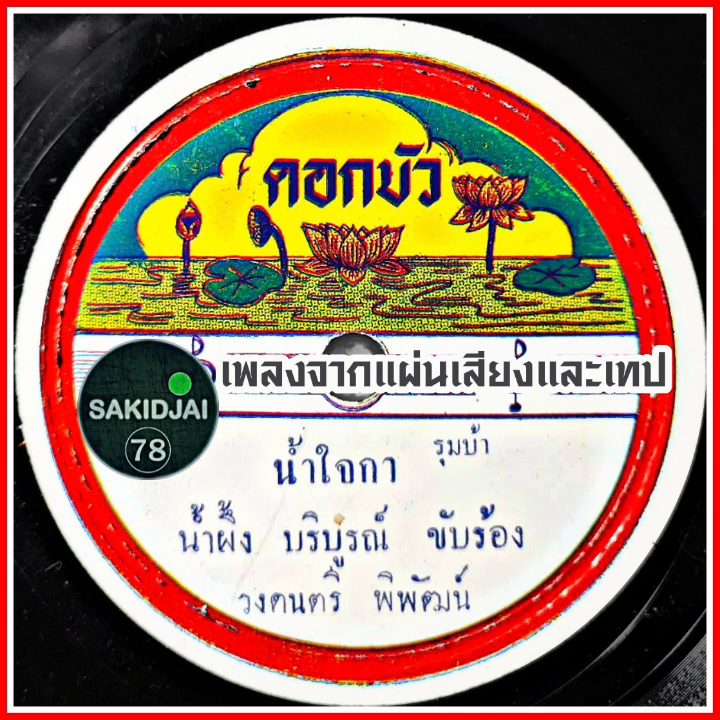 ดอกบัว
เพลงจากแผ่นเสียงและเทป
SAKIDJAI
78
น้ำใจกา รุมบ้า
น้ำผึ้ง บริบูรณ์ ขับร้อง
วงดนตรี พิพัฒน์